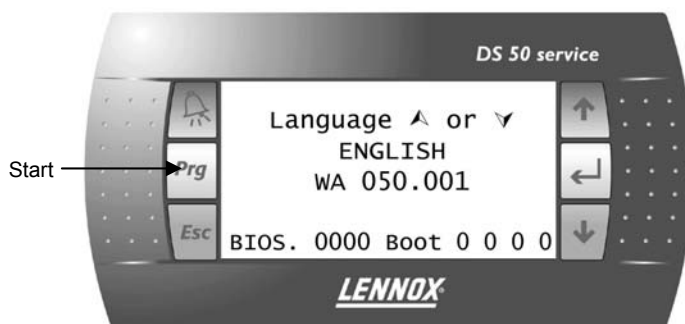 DS 50 service
Language ⮝ or ⮟
ENGLISH
Start
Prg
WA 050.001
Esc
BIOS. 0000 Boot 0 0 0 0
LENNOX